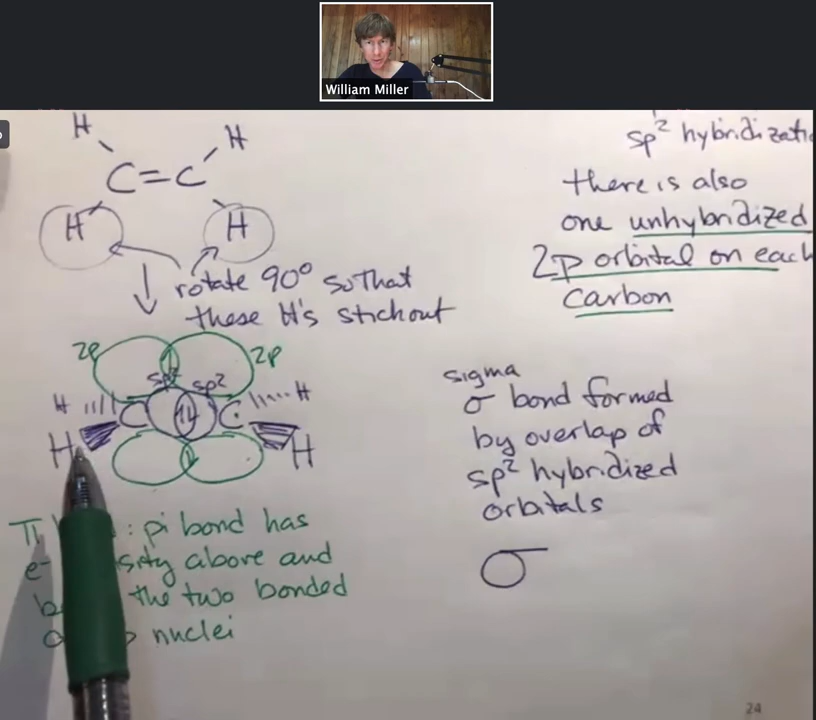 William Miller
H
H
C=C
H
H
rotate 90° so that
these H's stick out
2p
2p
sp²
sp²
H
H
C
1L
C
H
H
π : pi bond has
e- sity above and
b the two bonded
nuclei
sp² hybridizatio
there is also
one unhybridized
2p orbital on each
carbon
sigma
σ bond formed
by overlap of
sp² hybridized
orbitals
σ
24